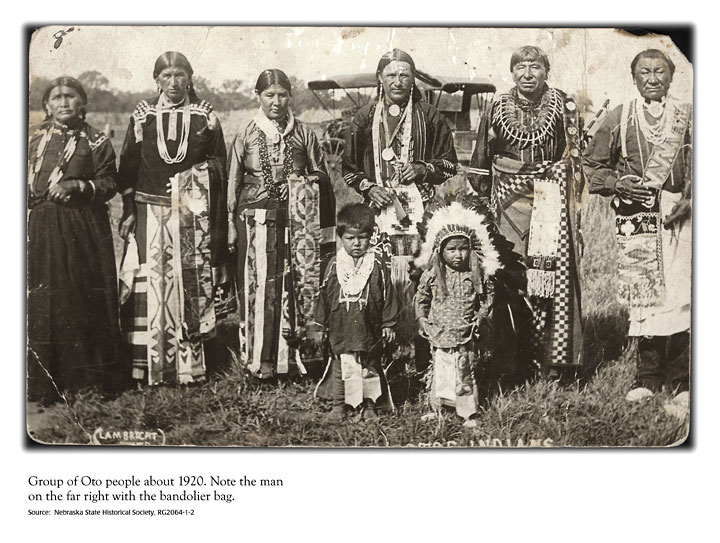 INDIANS
Group of Oto people about 1920. Note the man
on the far right with the bandolier bag.
Source: Nebraska State Historical Society, RG2064-1-2